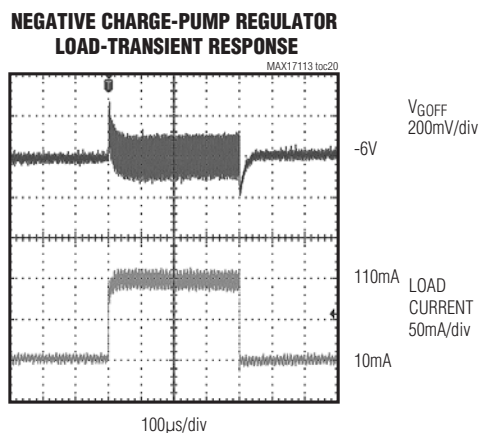 NEGATIVE CHARGE-PUMP REGULATOR
LOAD-TRANSIENT RESPONSE
MAX17113 toc20
T
VGOFF
200mV/div
-6V
110mA
LOAD
CURRENT
50mA/div
10mA
100µs/div